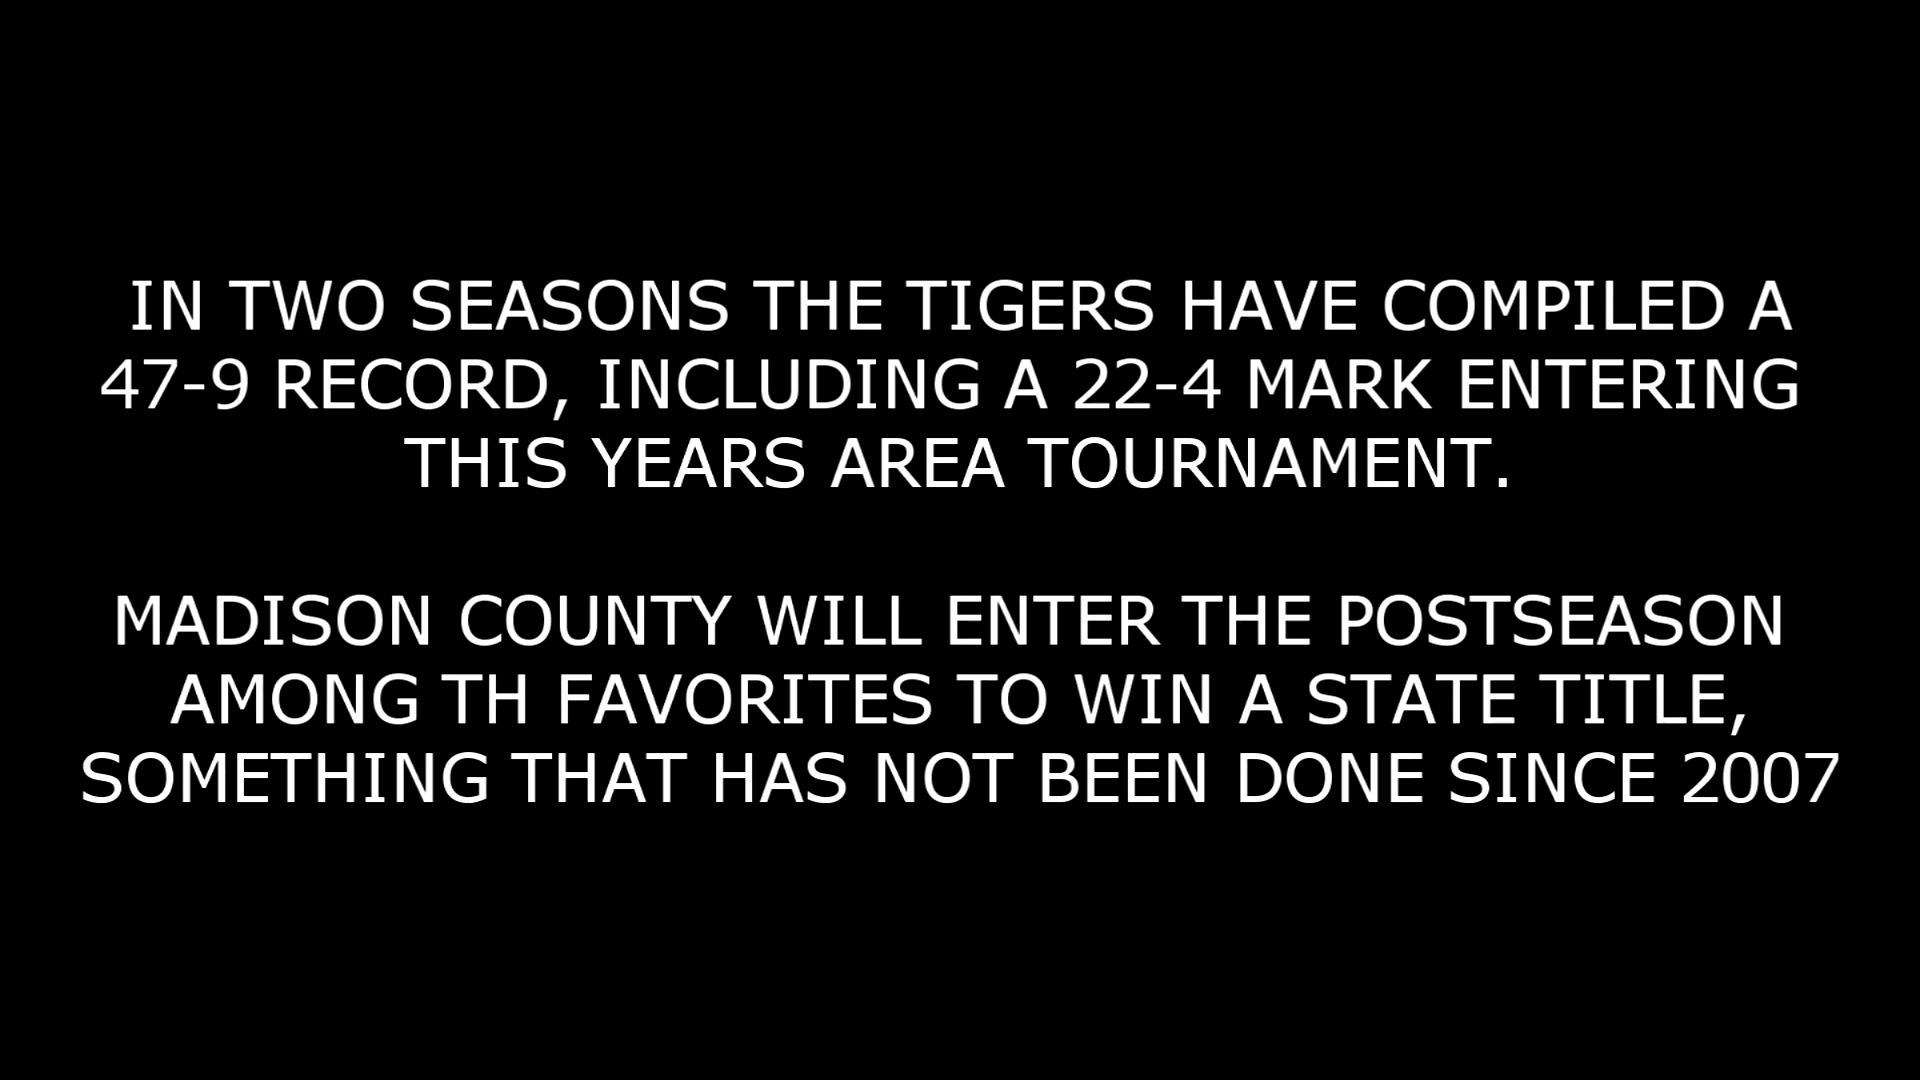 IN TWO SEASONS THE TIGERS HAVE COMPILED A
47-9 RECORD, INCLUDING A 22-4 MARK ENTERING
THIS YEARS AREA TOURNAMENT.
MADISON COUNTY WILL ENTER THE POSTSEASON
AMONG TH FAVORITES TO WIN A STATE TITLE,
SOMETHING THAT HAS NOT BEEN DONE SINCE 2007